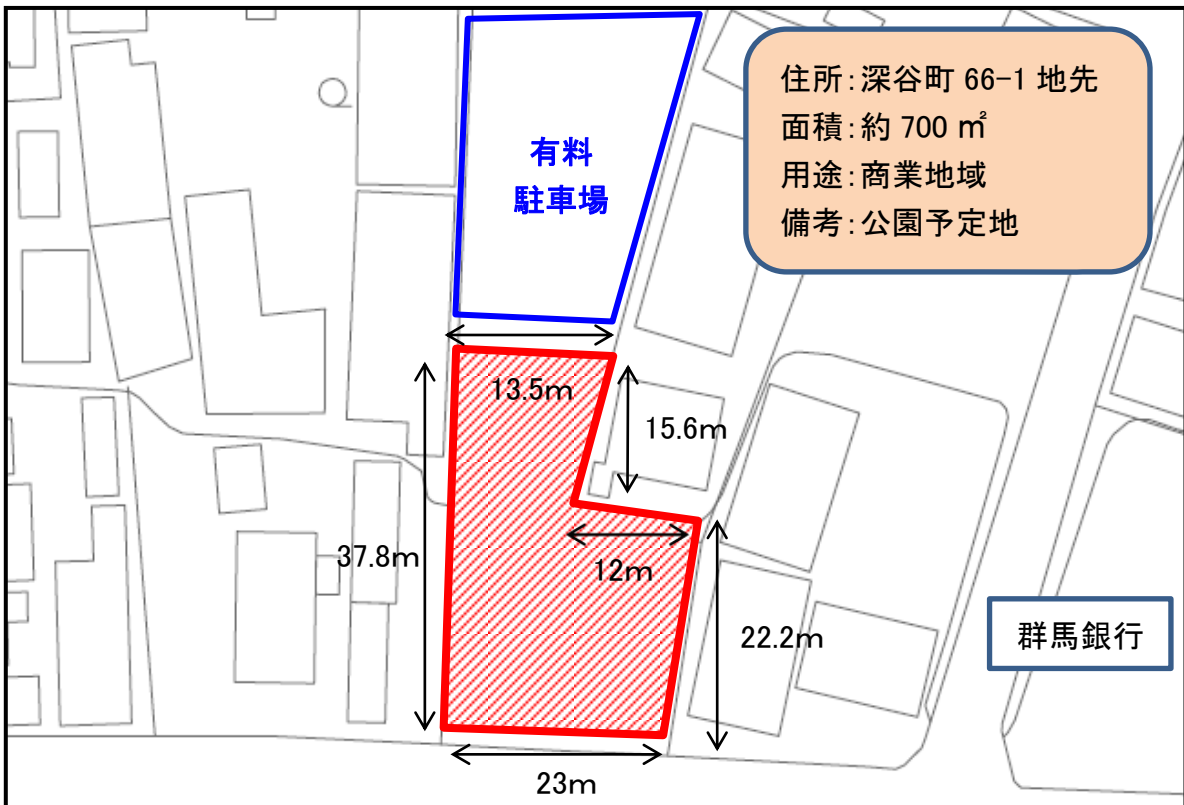 住所：深谷町 66-1 地先
面積：約 700 ㎡
用途：商業地域
備考：公園予定地
有料
駐車場
13.5m
15.6m
37.8m
12m
22.2m
群馬銀行
23m